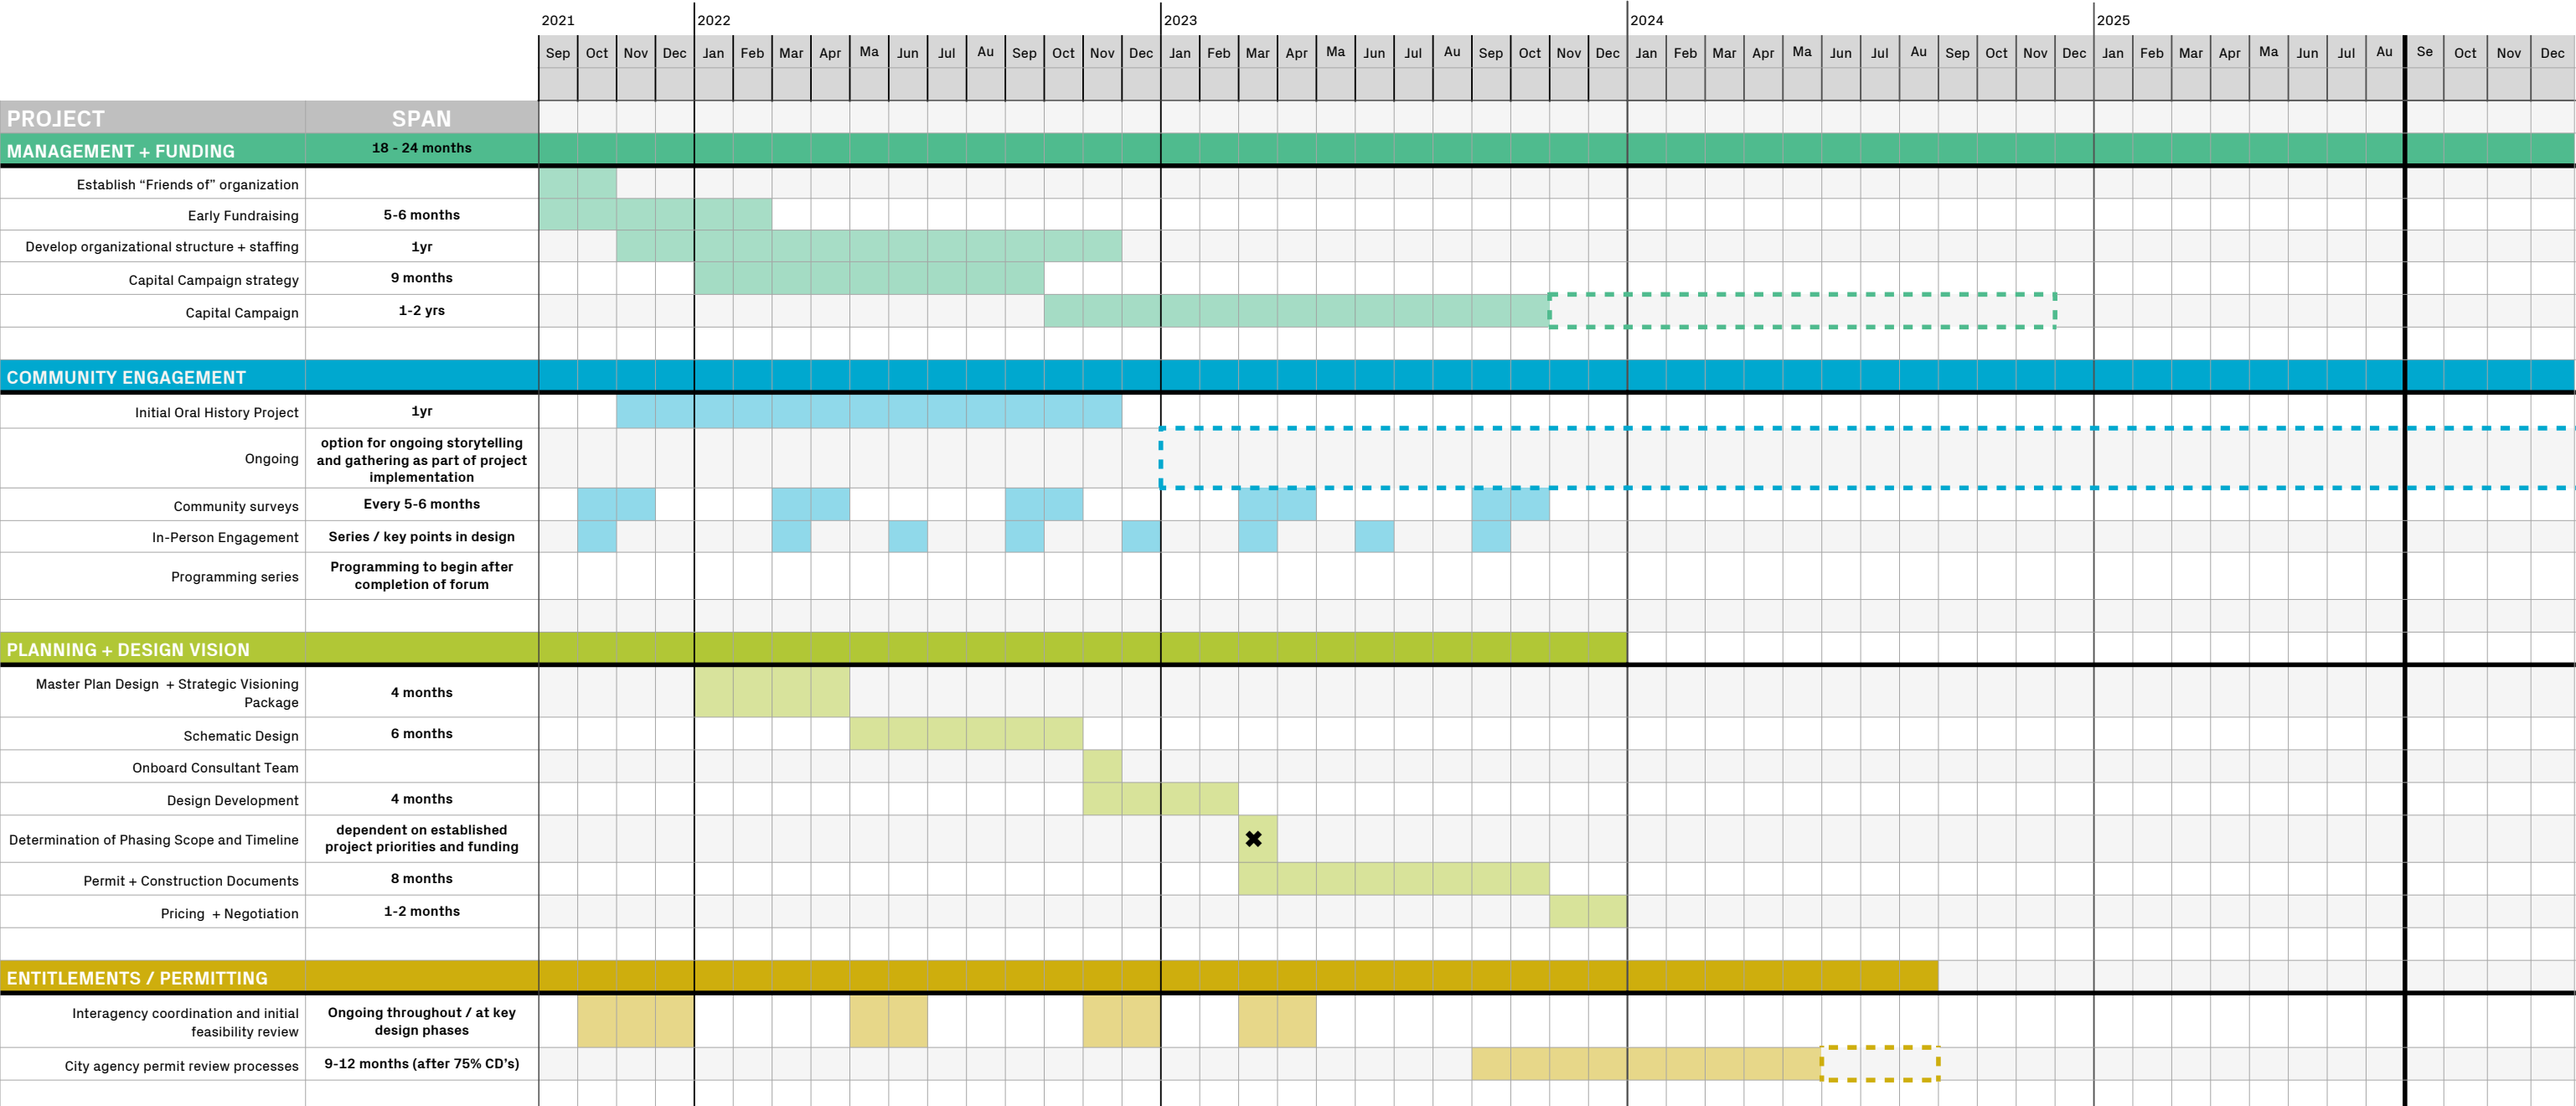 2021 2022 2023 2024 2025
Sep Oct Nov Dec Jan Feb Mar Apr Ma Jun Jul Au Sep Oct Nov Dec Jan Feb Mar Apr Ma Jun Jul Au Sep Oct Nov Dec Jan Feb Mar Apr Ma Jun Jul Au Sep Oct Nov Dec Jan Feb Mar Apr Ma Jun Jul Au Se Oct Nov Dec
PROJECT SPAN
MANAGEMENT + FUNDING 18 - 24 months
Establish “Friends of” organization
Early Fundraising 5-6 months
Develop organizational structure + staffing 1yr
Capital Campaign strategy 9 months
Capital Campaign 1-2 yrs
COMMUNITY ENGAGEMENT
Initial Oral History Project 1yr
Ongoing
option for ongoing storytelling
and gathering as part of project
implementation
Community surveys Every 5-6 months
In-Person Engagement Series / key points in design
Programming series
Programming to begin after
completion of forum
PLANNING + DESIGN VISION
Master Plan Design + Strategic Visioning
Package
4 months
Schematic Design 6 months
Onboard Consultant Team
Design Development 4 months
Determination of Phasing Scope and Timeline
dependent on established
project priorities and funding
✖
Permit + Construction Documents 8 months
Pricing + Negotiation 1-2 months
ENTITLEMENTS / PERMITTING
Interagency coordination and initial
feasibility review
Ongoing throughout / at key
design phases
City agency permit review processes 9-12 months (after 75% CD’s)